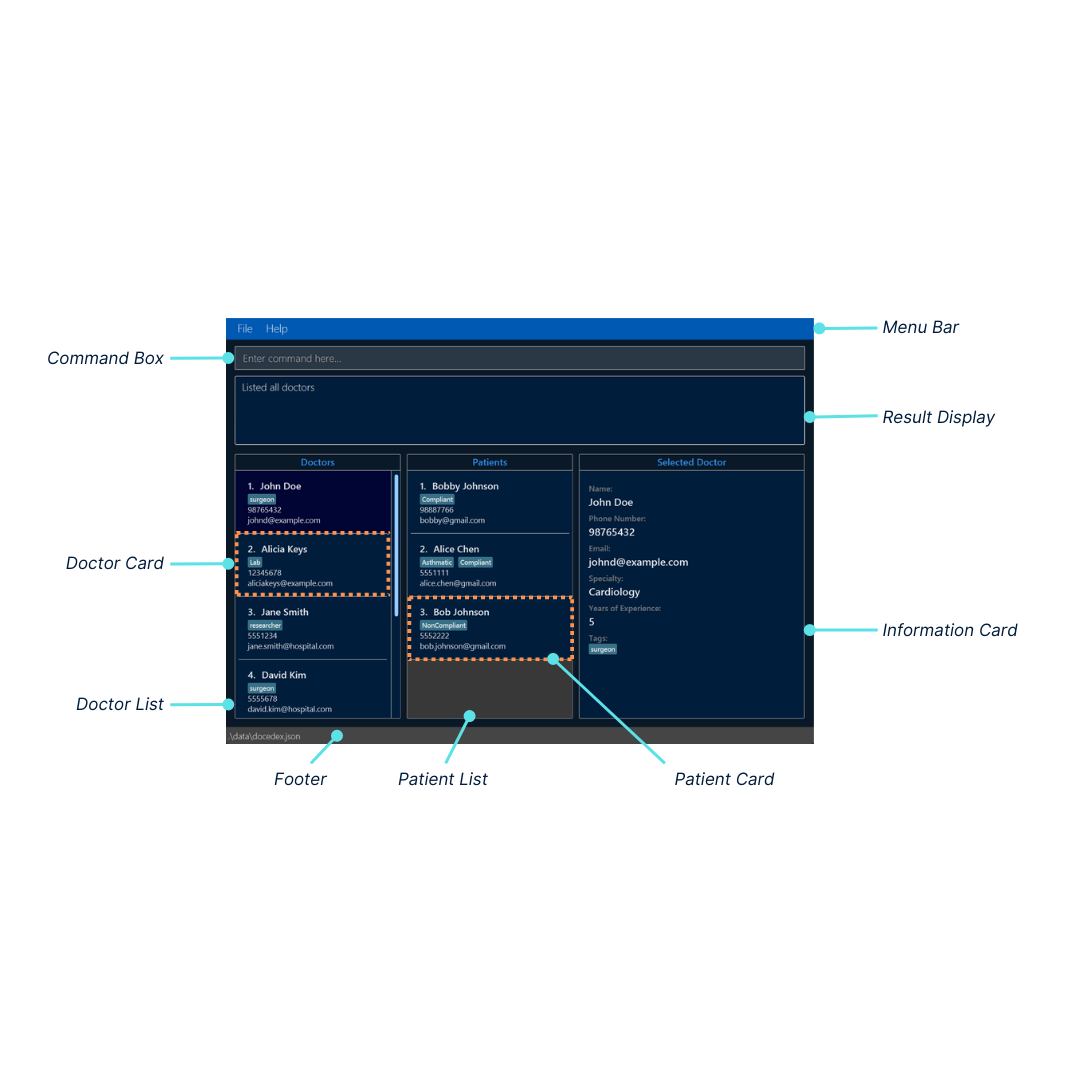 File Help
Menu Bar
Command Box
Enter command here...
Listed all doctors
Result Display
Doctors
1. John Doe
surgeon
98765432
johnd@example.com
Doctor Card
2. Alicia Keys
Lab
12345678
aliciakeys@example.com
3. Jane Smith
researcher
5551234
jane.smith@hospital.com
Doctor List
4. David Kim
surgeon
5555678
david.kim@hospital.com
Patients
1. Bobby Johnson
Compliant
98887766
bobby@gmail.com
2. Alice Chen
Asthmatic Compliant
5551111
alice.chen@gmail.com
3. Bob Johnson
NonCompliant
5552222
bob.johnson@gmail.com
Selected Doctor
Name:
John Doe
Phone Number:
98765432
Email:
johnd@example.com
Specialty:
Cardiology
Years of Experience:
5
Tags:
surgeon
Information Card
.\data\docedex.json
Footer
Patient List
Patient Card